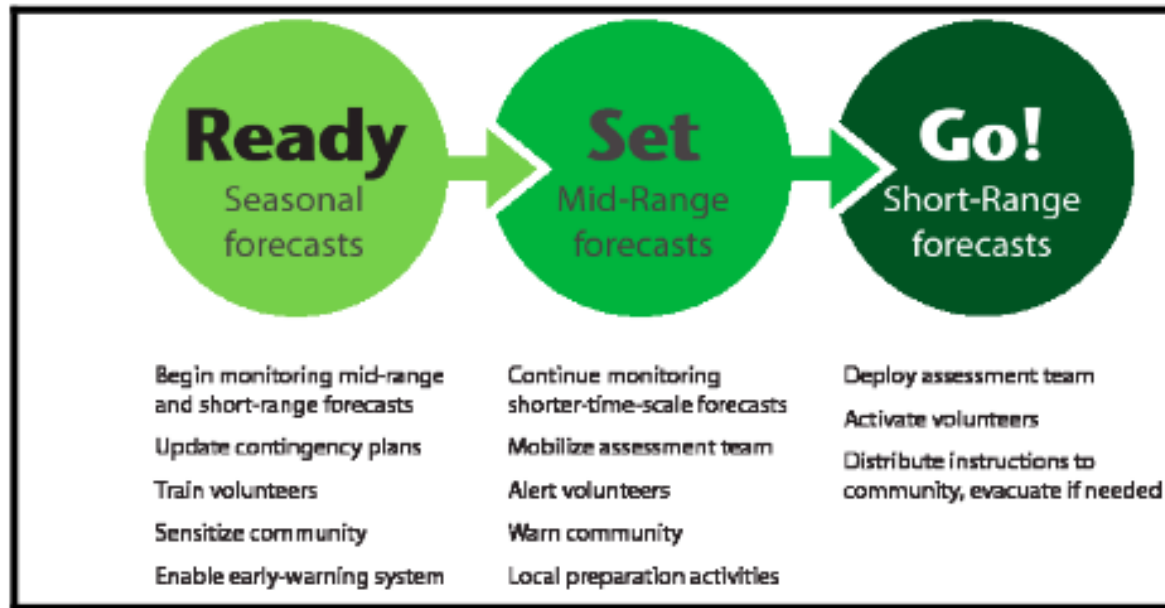 Ready
Seasonal
forecasts
Set
Mid-Range
forecasts
Go!
Short-Range
forecasts
Begin monitoring mid-range
and short-range forecasts
Update contingency plans
Train volunteers
Sensitize community
Enable early-warning system
Continue monitoring
shorter-time-scale forecasts
Mobilize assessment team
Alert volunteers
Warn community
Local preparation activities
Deploy assessment team
Activate volunteers
Distribute instructions to
community, evacuate if needed